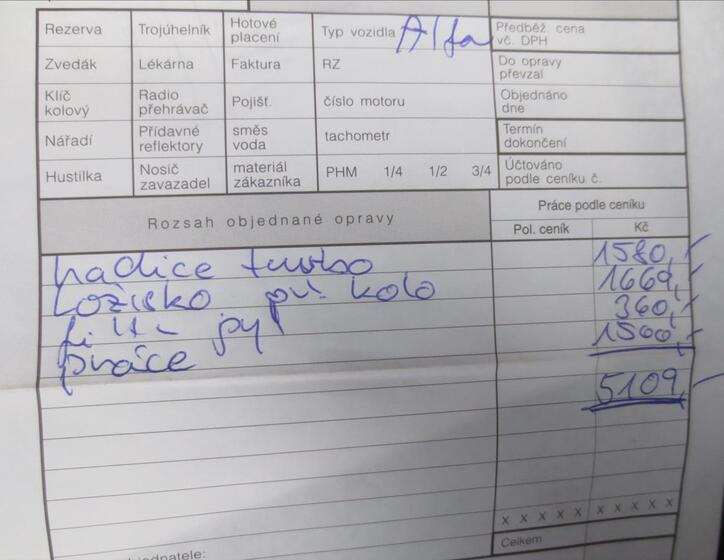 Rezerva Trojúhelník Hotové placení Typ vozidla Alfa Předběž. cena vč. DPH
Zvedák Lékárna Faktura RZ Do opravy převzal
Klíč kolový Radio přehrávač Pojišť. číslo motoru Objednáno dne
Nářadí Přídavné reflektory směs voda tachometr Termín dokončení
Hustilka Nosič zavazadel materiál zákazníka PHM 1/4 1/2 3/4 Účtováno podle ceníku č.
Rozsah objednané opravy Práce podle ceníku
Pol. ceník Kč
hadice turbo 1580,-
Ložisko př. kolo 1669,-
filtr pyl 360,-
práce 1500,-
5109,-
x x x x x x x x x x
Celkem